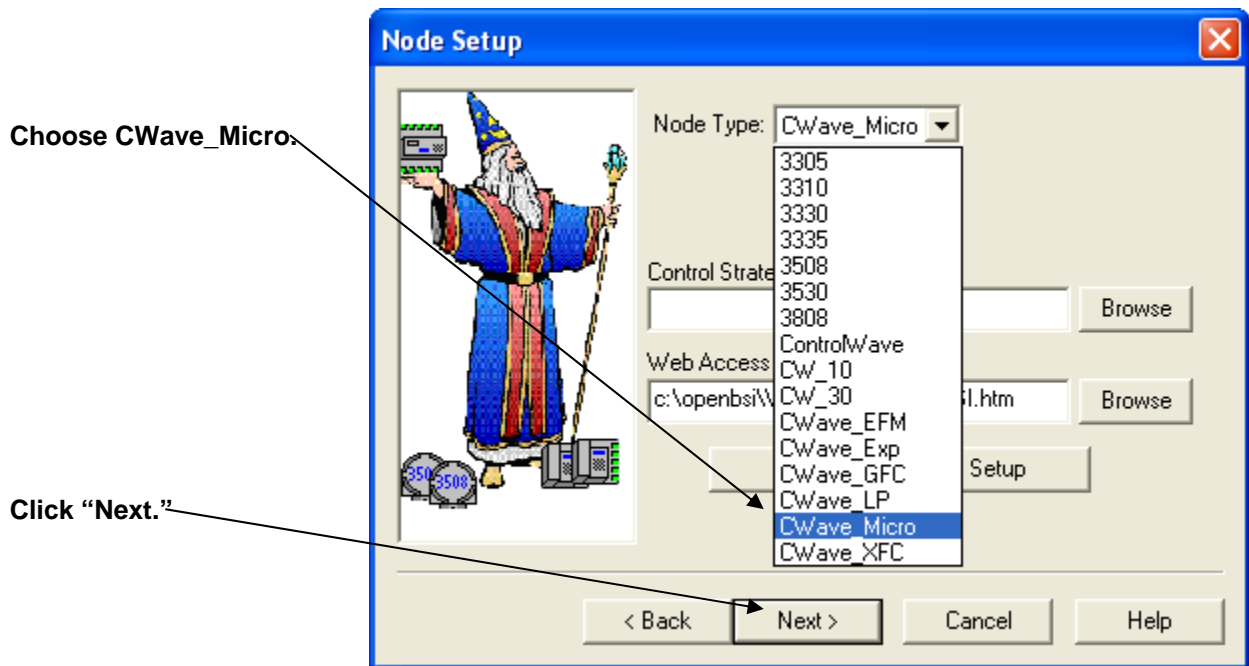 Node Setup
Choose CWave_Micro.
Node Type: CWave_Micro
3305
3310
3330
3335
3508
3530
3808
ControlWave
CW_10
CW_30
CWave_EFM
CWave_Exp
CWave_GFC
CWave_LP
CWave_Micro
CWave_XFC
Control Strate
Browse
Web Access
c:\openbsi\ I.htm
Browse
Setup
350 3508
Click “Next.”
< Back
Next >
Cancel
Help